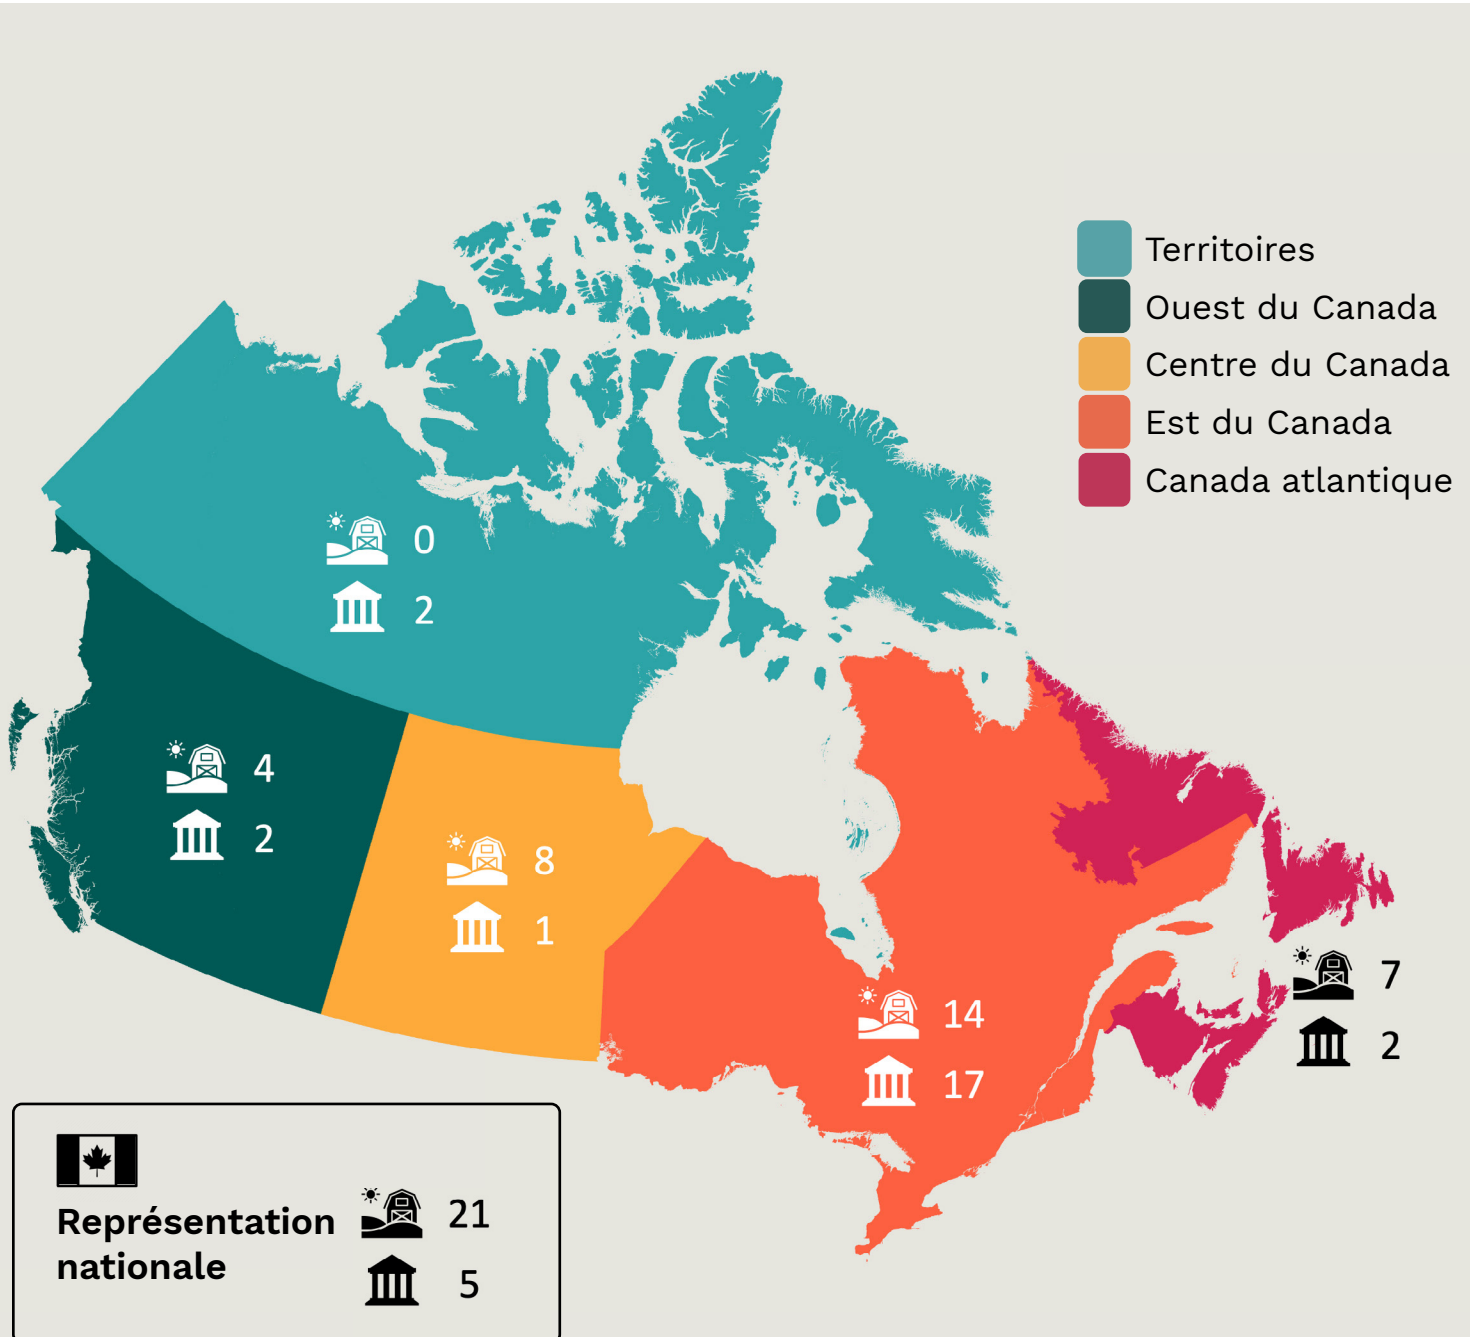 Territoires
Ouest du Canada
Centre du Canada
Est du Canada
Canada atlantique
0
2
4
2
8
1
14
17
7
2
Représentation
nationale
21
5